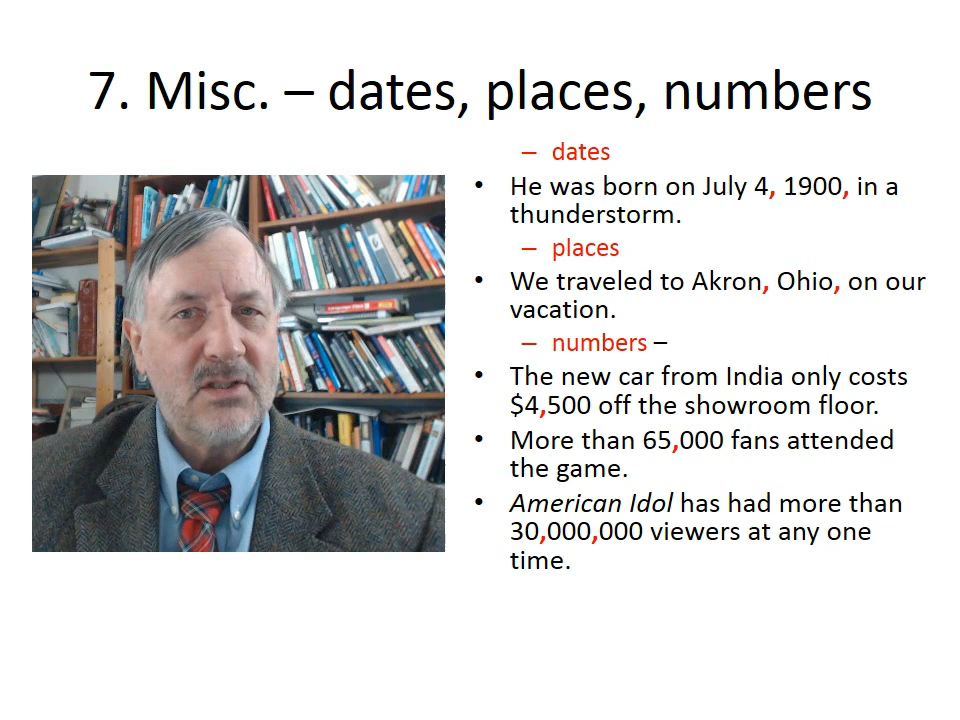 7. Misc. – dates, places, numbers
– dates
• He was born on July 4, 1900, in a
thunderstorm.
– places
• We traveled to Akron, Ohio, on our
vacation.
– numbers –
• The new car from India only costs
$4,500 off the showroom floor.
• More than 65,000 fans attended
the game.
• American Idol has had more than
30,000,000 viewers at any one
time.